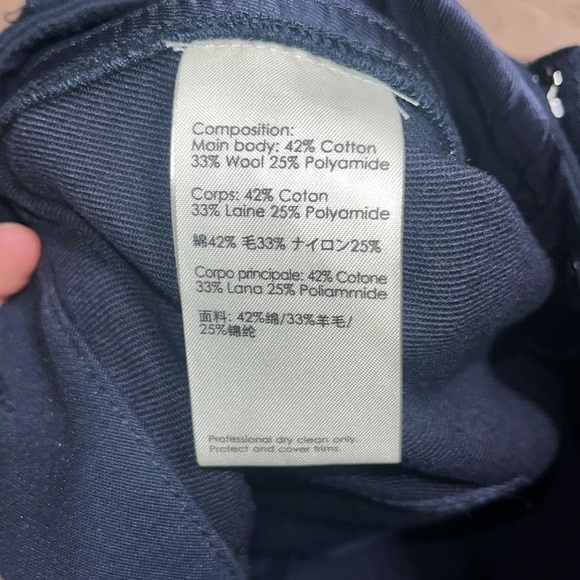 Composition:
Main body: 42% Cotton
33% Wool 25% Polyamide
Corps: 42% Coton
33% Laine 25% Polyamide
綿42% 毛33% ナイロン25%
Corpo principale: 42% Cotone
33% Lana 25% Poliammide
面料: 42%绵/33%羊毛/
25%锦纶
Professional dry clean only.
Protect and cover trims.